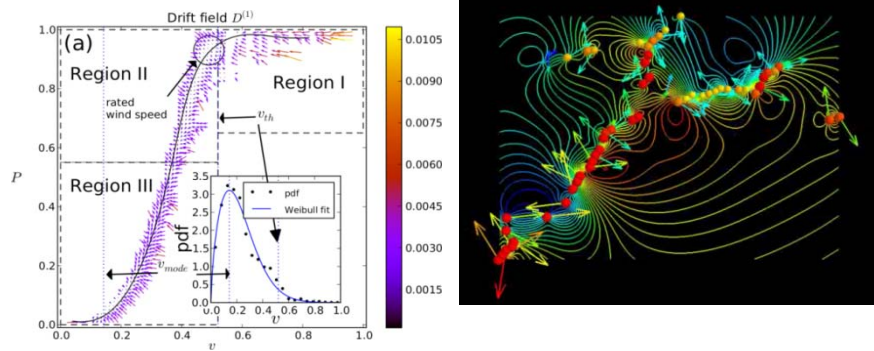 Drift field D^(1)
(a)
Region II
Region I
rated
wind speed
v_th
Region III
v_mode
P
1.0
0.8
0.6
0.4
0.2
0.0
0.0 0.2 0.4 0.6 0.8 1.0
v
pdf
3.5
3.0
2.5
2.0
1.5
1.0
0.5
0.0
0.0 0.2 0.4 0.6 0.8 1.0
v
pdf
Weibull fit
0.0105
0.0090
0.0075
0.0060
0.0045
0.0030
0.0015